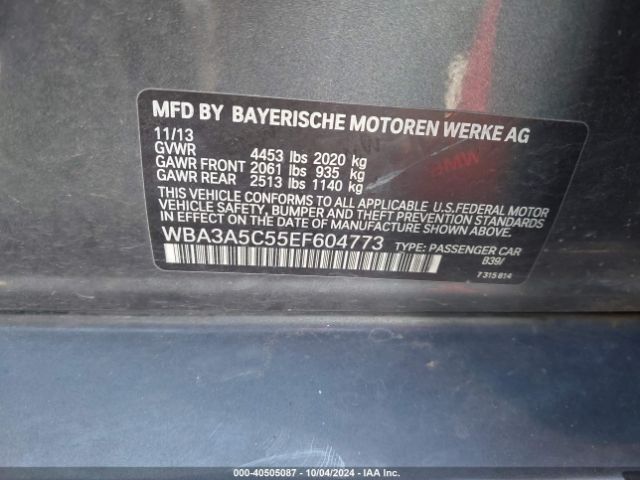 MFD BY BAYERISCHE MOTOREN WERKE AG
11/13
GVWR 4453 lbs 2020 kg
GAWR FRONT 2061 lbs 935 kg
GAWR REAR 2513 lbs 1140 kg
THIS VEHICLE CONFORMS TO ALL APPLICABLE U.S. FEDERAL MOTOR
VEHICLE SAFETY, BUMPER AND THEFT PREVENTION STANDARDS
IN EFFECT ON THE DATE OF MANUFACTURE SHOWN ABOVE.
WBA3A5C55EF604773 TYPE: PASSENGER CAR
B39/
7315814
000-40505087 - 10/04/2024 - IAA Inc.